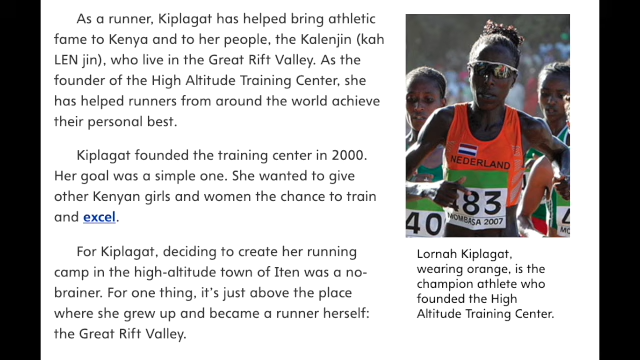 As a runner, Kiplagat has helped bring athletic
fame to Kenya and to her people, the Kalenjin (kah
LEN jin), who live in the Great Rift Valley. As the
founder of the High Altitude Training Center, she
has helped runners from around the world achieve
their personal best.
Kiplagat founded the training center in 2000.
Her goal was a simple one. She wanted to give
other Kenyan girls and women the chance to train
and excel.
For Kiplagat, deciding to create her running
camp in the high-altitude town of Iten was a no-
brainer. For one thing, it's just above the place
where she grew up and became a runner herself:
the Great Rift Valley.
NEDERLAND
83
MOMBASA 2007
40
4
Lornah Kiplagat,
wearing orange, is the
champion athlete who
founded the High
Altitude Training Center.